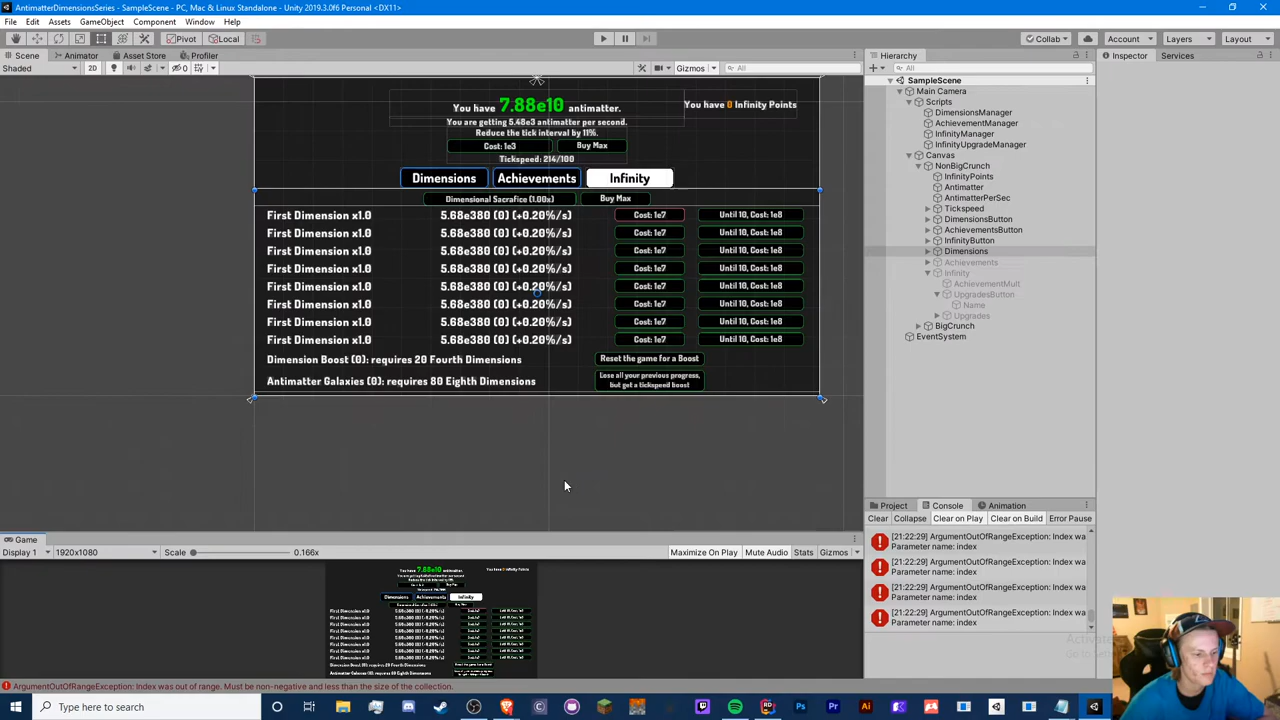 AntimatterDimensionsSeries - SampleScene - PC, Mac & Linux Standalone - Unity 2019.3.0f6 Personal <DX11>
File Edit Assets GameObject Component Window Help
Pivot Local Collab Account Layers Layout
Scene Animator Asset Store Profiler
Shaded 2D 0 Gizmos All
You have 7.88e10 antimatter.
You have 0 Infinity Points
You are getting 5.48e3 antimatter per second.
Reduce the tick interval by 11%.
Cost: 1e3 Buy Max
Tickspeed: 214/100
Dimensions Achievements Infinity
Dimensional Sacrafice (1.00x) Buy Max
First Dimension x1.0 5.68e380 (0) (+0.20%/s) Cost: 1e7 Until 10, Cost: 1e8
First Dimension x1.0 5.68e380 (0) (+0.20%/s) Cost: 1e7 Until 10, Cost: 1e8
First Dimension x1.0 5.68e380 (0) (+0.20%/s) Cost: 1e7 Until 10, Cost: 1e8
First Dimension x1.0 5.68e380 (0) (+0.20%/s) Cost: 1e7 Until 10, Cost: 1e8
First Dimension x1.0 5.68e380 (0) (+0.20%/s) Cost: 1e7 Until 10, Cost: 1e8
First Dimension x1.0 5.68e380 (0) (+0.20%/s) Cost: 1e7 Until 10, Cost: 1e8
First Dimension x1.0 5.68e380 (0) (+0.20%/s) Cost: 1e7 Until 10, Cost: 1e8
First Dimension x1.0 5.68e380 (0) (+0.20%/s) Cost: 1e7 Until 10, Cost: 1e8
Dimension Boost (0): requires 20 Fourth Dimensions Reset the game for a Boost
Antimatter Galaxies (0): requires 80 Eighth Dimensions
Lose all your previous progress,
but get a tickspeed boost
Hierarchy
All
SampleScene
Main Camera
Scripts
DimensionsManager
AchievementManager
InfinityManager
InfinityUpgradeManager
Canvas
NonBigCrunch
InfinityPoints
Antimatter
AntimatterPerSec
Tickspeed
DimensionsButton
AchievementsButton
InfinityButton
Dimensions
Achievements
Infinity
AchievementMult
UpgradesButton
Name
Upgrades
BigCrunch
EventSystem
Inspector Services
Project Console Animation
Clear Collapse Clear on Play Clear on Build Error Pause
[21:22:29] ArgumentOutOfRangeException: Index wa
Parameter name: index
[21:22:29] ArgumentOutOfRangeException: Index wa
Parameter name: index
[21:22:29] ArgumentOutOfRangeException: Index wa
Parameter name: index
[21:22:29] ArgumentOutOfRangeException: Index wa
Parameter name: index
Game
Display 1 1920x1080 Scale 0.166x Maximize On Play Mute Audio Stats Gizmos
You have 7.88e10 antimatter.
Dimensions Achievements Infinity
ArgumentOutOfRangeException: Index was out of range. Must be non-negative and less than the size of the collection.
Type here to search